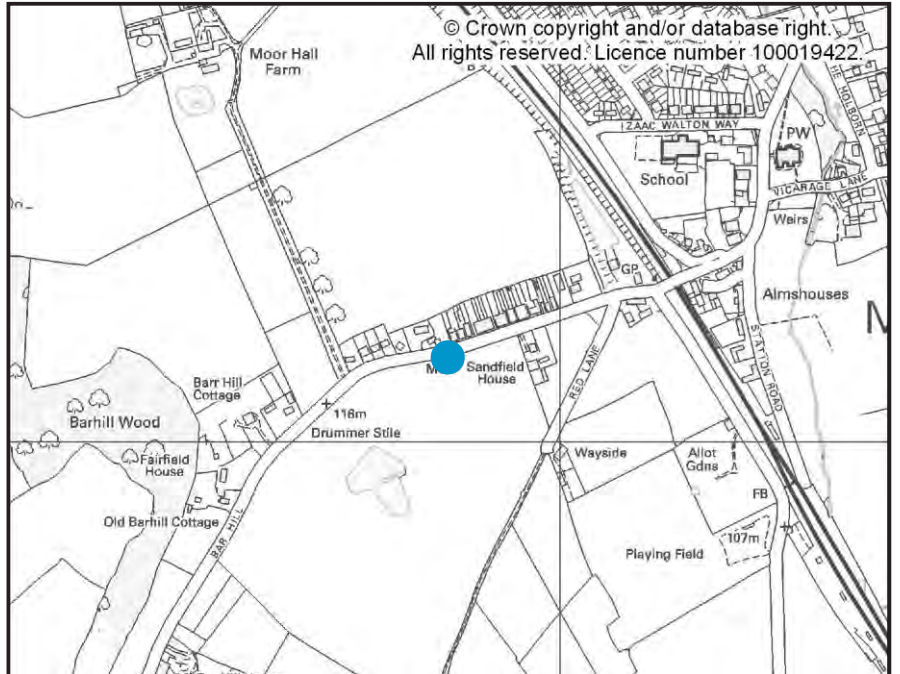 © Crown copyright and/or database right.
All rights reserved. Licence number 100019422.
Moor Hall
Farm
IZAAC WALTON WAY
PW
THE HOLBORN
School
VICARAGE LANE
Weirs
GP
Almshouses
M
STATION ROAD
Sandfield
House
RED LANE
Barr Hill
Cottage
116m
Drummer Stile
Barhill Wood
Fairfield
House
Wayside
Allot
Gdns
FB
Old Barhill Cottage
BAR HILL
107m
Playing Field